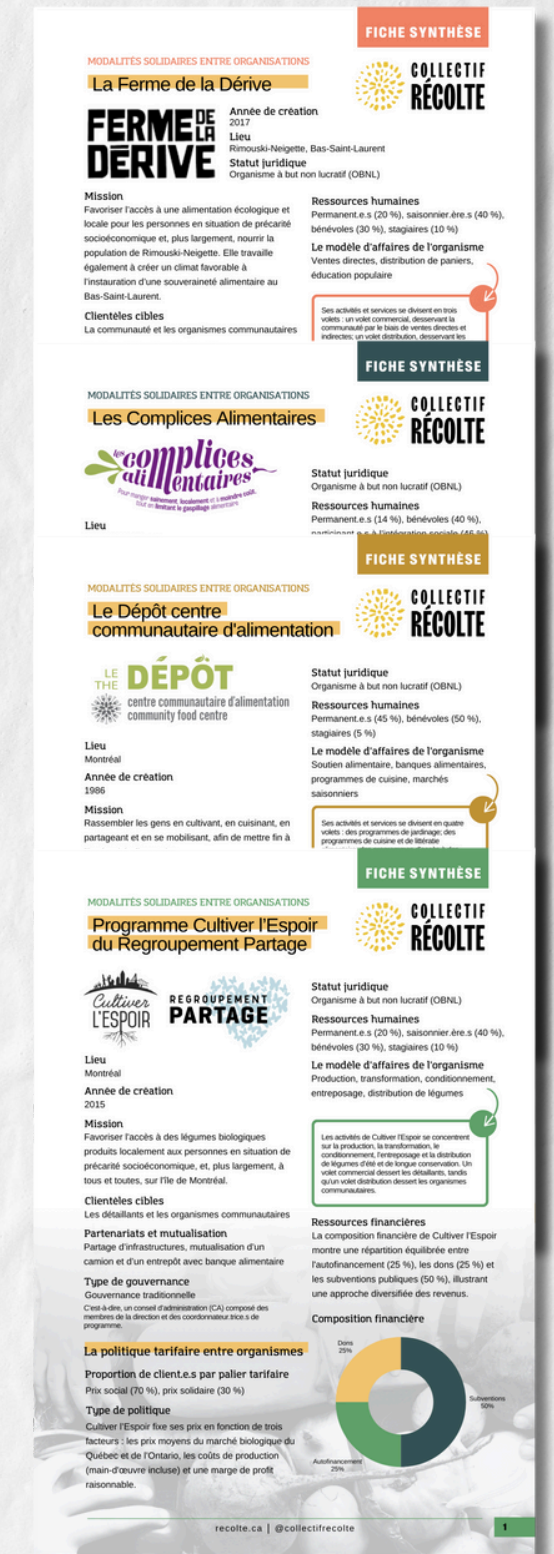 FICHE SYNTHÈSE
MODALITÉS SOLIDAIRES ENTRE ORGANISATIONS
La Ferme de la Dérive
COLLECTIF
RÉCOLTE
FERME DE LA
DÉRIVE
Année de création
2017
Lieu
Rimouski-Neigette, Bas-Saint-Laurent
Statut juridique
Organisme à but non lucratif (OBNL)
Mission
Favoriser l'accès à une alimentation écologique et
locale pour les personnes en situation de précarité
socioéconomique et, plus largement, nourrir la
population de Rimouski-Neigette. Elle travaille
également à créer un climat favorable à
l'instauration d'une souveraineté alimentaire au
Bas-Saint-Laurent.
Clientèles cibles
La communauté et les organismes communautaires
Ressources humaines
Permanent.e.s (20 %), saisonnier.ère.s (40 %),
bénévoles (30 %), stagiaires (10 %)
Le modèle d'affaires de l'organisme
Ventes directes, distribution de paniers,
éducation populaire
Ses activités et services se divisent en trois
volets : un volet commercial, desservant la
communauté par le biais de ventes directes et
indirectes; un volet distribution, desservant les
FICHE SYNTHÈSE
MODALITÉS SOLIDAIRES ENTRE ORGANISATIONS
Les Complices Alimentaires
COLLECTIF
RÉCOLTE
les complices
alimentaires
Pour manger sainement, localement et à moindre coût,
tout en limitant le gaspillage alimentaire
Lieu
Statut juridique
Organisme à but non lucratif (OBNL)
Ressources humaines
Permanent.e.s (14 %), bénévoles (40 %),
participant.e.s à l'intégration sociale (46 %)
FICHE SYNTHÈSE
MODALITÉS SOLIDAIRES ENTRE ORGANISATIONS
Le Dépôt centre
communautaire d'alimentation
COLLECTIF
RÉCOLTE
LE
THE
DÉPÔT
centre communautaire d'alimentation
community food centre
Lieu
Montréal
Année de création
1986
Mission
Rassembler les gens en cultivant, en cuisinant, en
partageant et en se mobilisant, afin de mettre fin à
Statut juridique
Organisme à but non lucratif (OBNL)
Ressources humaines
Permanent.e.s (45 %), bénévoles (50 %),
stagiaires (5 %)
Le modèle d'affaires de l'organisme
Soutien alimentaire, banques alimentaires,
programmes de cuisine, marchés
saisonniers
Ses activités et services se divisent en quatre
volets : des programmes de jardinage; des
programmes de cuisine et de littératie
FICHE SYNTHÈSE
MODALITÉS SOLIDAIRES ENTRE ORGANISATIONS
Programme Cultiver l'Espoir
du Regroupement Partage
COLLECTIF
RÉCOLTE
Cultiver
L'ESPOIR
REGROUPEMENT
PARTAGE
Lieu
Montréal
Année de création
2015
Mission
Favoriser l'accès à des légumes biologiques
produits localement aux personnes en situation de
précarité socioéconomique, et, plus largement, à
tous et toutes, sur l'île de Montréal.
Clientèles cibles
Les détaillants et les organismes communautaires
Partenariats et mutualisation
Partage d'infrastructures, mutualisation d'un
camion et d'un entrepôt avec banque alimentaire
Type de gouvernance
Gouvernance traditionnelle
C'est-à-dire, un conseil d'administration (CA) composé des
membres de la direction et des coordonnateur.trice.s de
programme.
La politique tarifaire entre organismes
Proportion de client.e.s par palier tarifaire
Prix social (70 %), prix solidaire (30 %)
Type de politique
Cultiver l'Espoir fixe ses prix en fonction de trois
facteurs : les prix moyens du marché biologique du
Québec et de l'Ontario, les coûts de production
(main-d'œuvre incluse) et une marge de profit
raisonnable.
Statut juridique
Organisme à but non lucratif (OBNL)
Ressources humaines
Permanent.e.s (20 %), saisonnier.ère.s (40 %),
bénévoles (30 %), stagiaires (10 %)
Le modèle d'affaires de l'organisme
Production, transformation, conditionnement,
entreposage, distribution de légumes
Les activités de Cultiver l'Espoir se concentrent
sur la production, la transformation, le
conditionnement, l'entreposage et la distribution
de légumes d'été et de longue conservation. Un
volet commercial dessert les détaillants, tandis
qu'un volet distribution dessert les organismes
communautaires.
Ressources financières
La composition financière de Cultiver l'Espoir
montre une répartition équilibrée entre
l'autofinancement (25 %), les dons (25 %) et
les subventions publiques (50 %), illustrant
une approche diversifiée des revenus.
Composition financière
Dons
25%
Subventions
50%
Autofinancement
25%
recolte.ca | @collectifrecolte
1